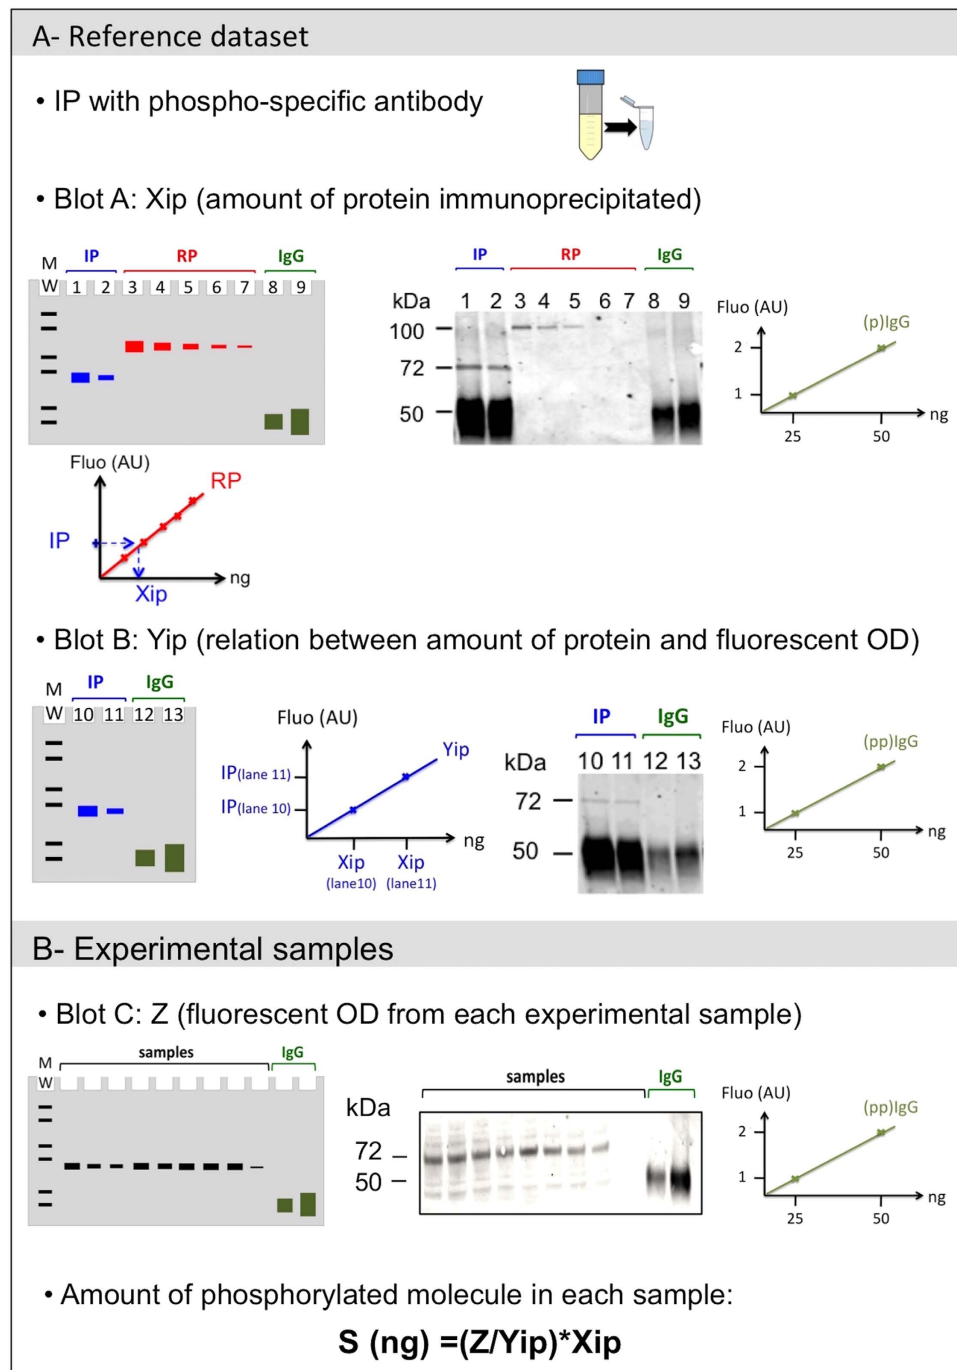 A- Reference dataset
• IP with phospho-specific antibody
• Blot A: Xip (amount of protein immunoprecipitated)
M IP RP IgG
W 1 2 3 4 5 6 7 8 9
IP RP IgG
kDa 1 2 3 4 5 6 7 8 9
100
72
50
Fluo (AU)
(p)IgG
2
1
ng
25 50
Fluo (AU)
RP
IP
ng
Xip
• Blot B: Yip (relation between amount of protein and fluorescent OD)
M IP IgG
W 10 11 12 13
Fluo (AU)
Yip
IP(lane 11)
IP(lane 10)
ng
Xip Xip
(lane10) (lane11)
IP IgG
kDa 10 11 12 13
72
50
Fluo (AU)
(pp)IgG
2
1
ng
25 50
B- Experimental samples
• Blot C: Z (fluorescent OD from each experimental sample)
M samples IgG
W
samples IgG
kDa
72
50
Fluo (AU)
(pp)IgG
2
1
ng
25 50
• Amount of phosphorylated molecule in each sample:
S (ng) =(Z/Yip)*Xip